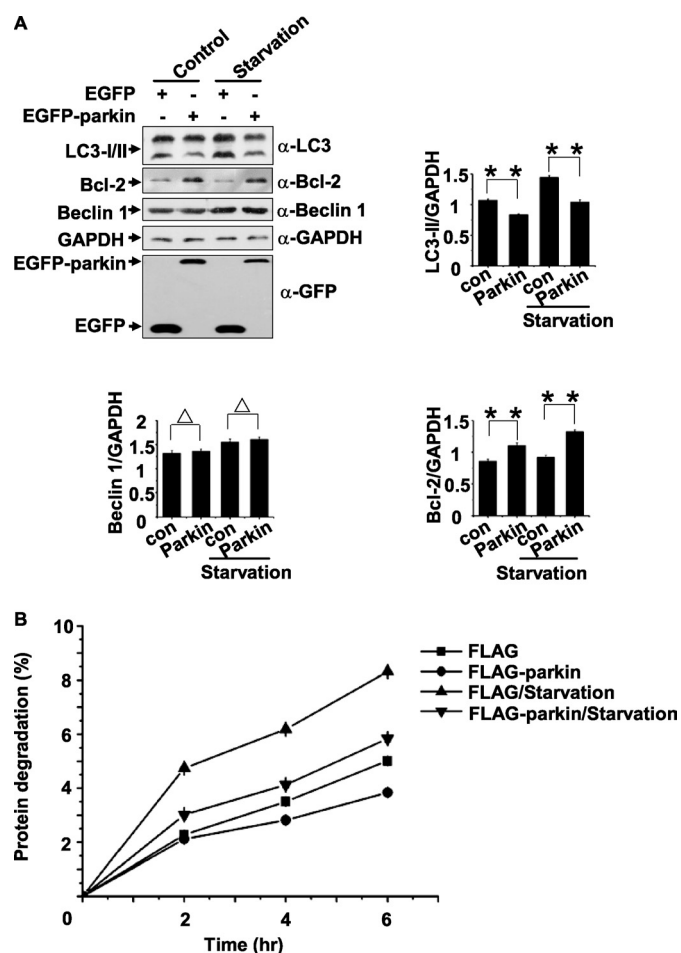 A
Control Starvation
EGFP + - + -
EGFP-parkin - + - +
LC3-I/II α-LC3
Bcl-2 α-Bcl-2
Beclin 1 α-Beclin 1
GAPDH α-GAPDH
EGFP-parkin
α-GFP
EGFP
LC3-II/GAPDH
1.5
1
0.5
0
* * * *
con Parkin con Parkin
Starvation
Beclin 1/GAPDH
2
1.5
1
0.5
0
△ △
con Parkin con Parkin
Starvation
Bcl-2/GAPDH
1.5
1
0.5
0
* * * *
con Parkin con Parkin
Starvation
B
Protein degradation (%)
10
8
6
4
2
0
2 4 6
Time (hr)
FLAG
FLAG-parkin
FLAG/Starvation
FLAG-parkin/Starvation